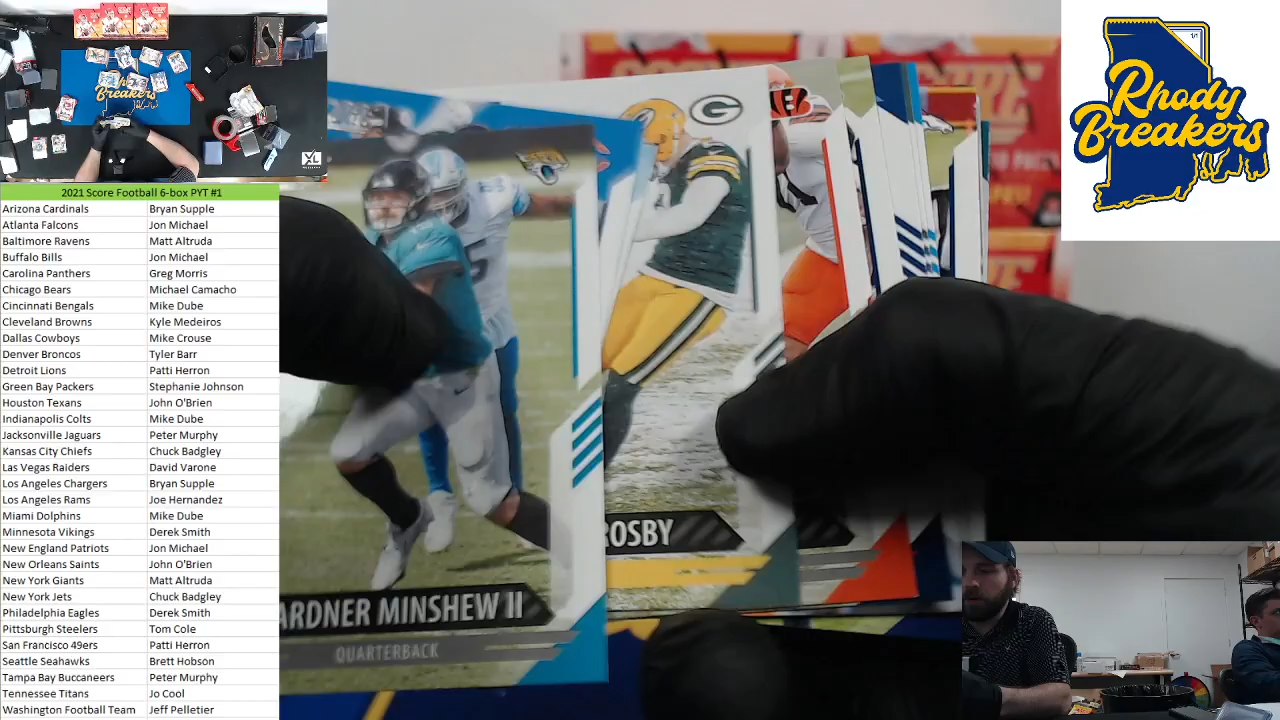 2021 Score Football 6-box PYT #1
Arizona Cardinals Bryan Supple
Atlanta Falcons Jon Michael
Baltimore Ravens Matt Altruda
Buffalo Bills Jon Michael
Carolina Panthers Greg Morris
Chicago Bears Michael Camacho
Cincinnati Bengals Mike Dube
Cleveland Browns Kyle Medeiros
Dallas Cowboys Mike Crouse
Denver Broncos Tyler Barr
Detroit Lions Patti Herron
Green Bay Packers Stephanie Johnson
Houston Texans John O'Brien
Indianapolis Colts Mike Dube
Jacksonville Jaguars Peter Murphy
Kansas City Chiefs Chuck Badgley
Las Vegas Raiders David Varone
Los Angeles Chargers Bryan Supple
Los Angeles Rams Joe Hernandez
Miami Dolphins Mike Dube
Minnesota Vikings Derek Smith
New England Patriots Jon Michael
New Orleans Saints John O'Brien
New York Giants Matt Altruda
New York Jets Chuck Badgley
Philadelphia Eagles Derek Smith
Pittsburgh Steelers Tom Cole
San Francisco 49ers Patti Herron
Seattle Seahawks Brett Hobson
Tampa Bay Buccaneers Peter Murphy
Tennessee Titans Jo Cool
Washington Football Team Jeff Pelletier
ARDNER MINSHEW II
QUARTERBACK
ROSBY
G
1/1
Rhody
Breakers
Breakers
XL